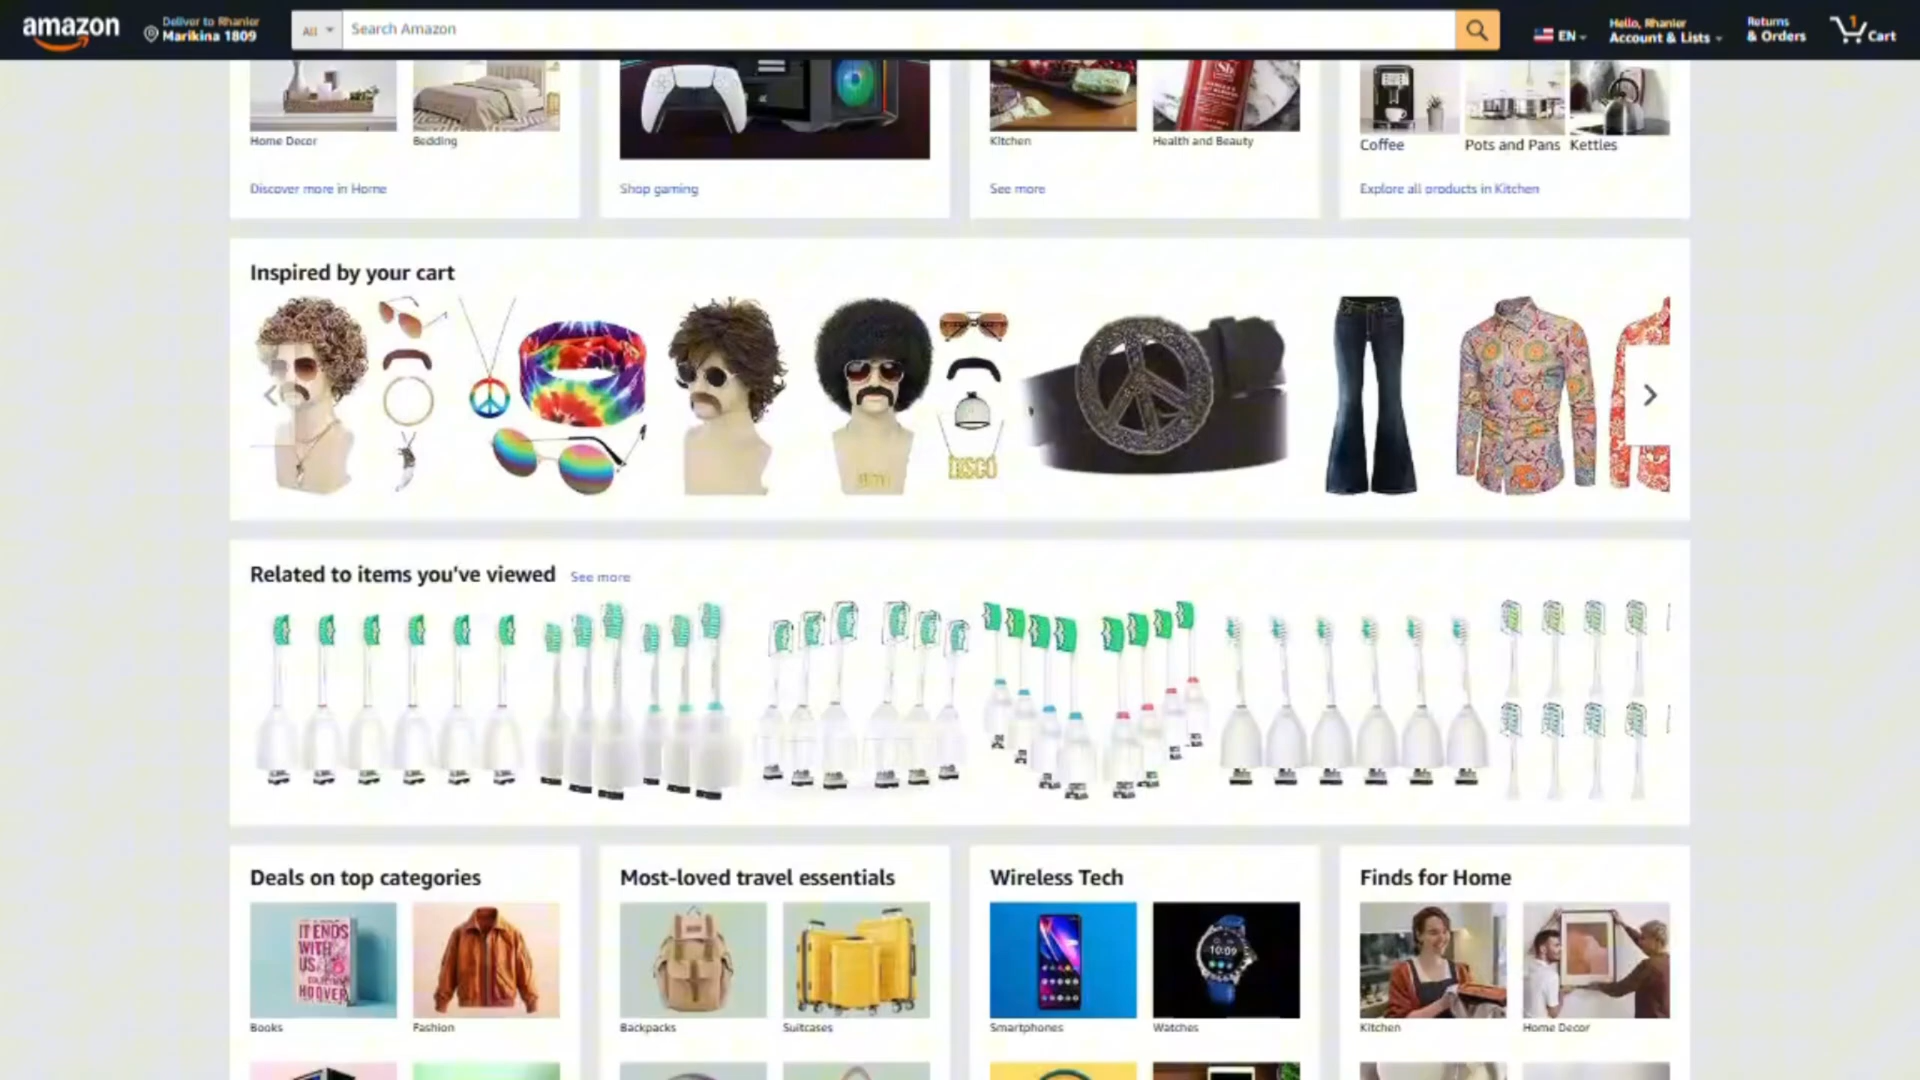 amazon
Deliver to Rhanier
Marikina 1809
All
Search Amazon
EN
Hello, Rhanier
Account & Lists
Returns
& Orders
1
Cart
Home Decor
Bedding
Kitchen
Health and Beauty
Coffee
Pots and Pans
Kettles
Discover more in Home
Shop gaming
See more
Explore all products in Kitchen
Inspired by your cart
DISCO
Related to items you've viewed
See more
Deals on top categories
Most-loved travel essentials
Wireless Tech
Finds for Home
IT ENDS
WITH
US
HOOVER
10:09
Books
Fashion
Backpacks
Suitcases
Smartphones
Watches
Kitchen
Home Decor